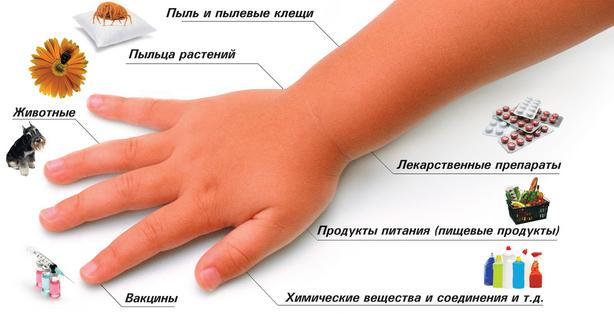 Пыль и пылевые клещи
Пыльца растений
Животные
Лекарственные препараты
Продукты питания (пищевые продукты)
Вакцины
Химические вещества и соединения и т.д.